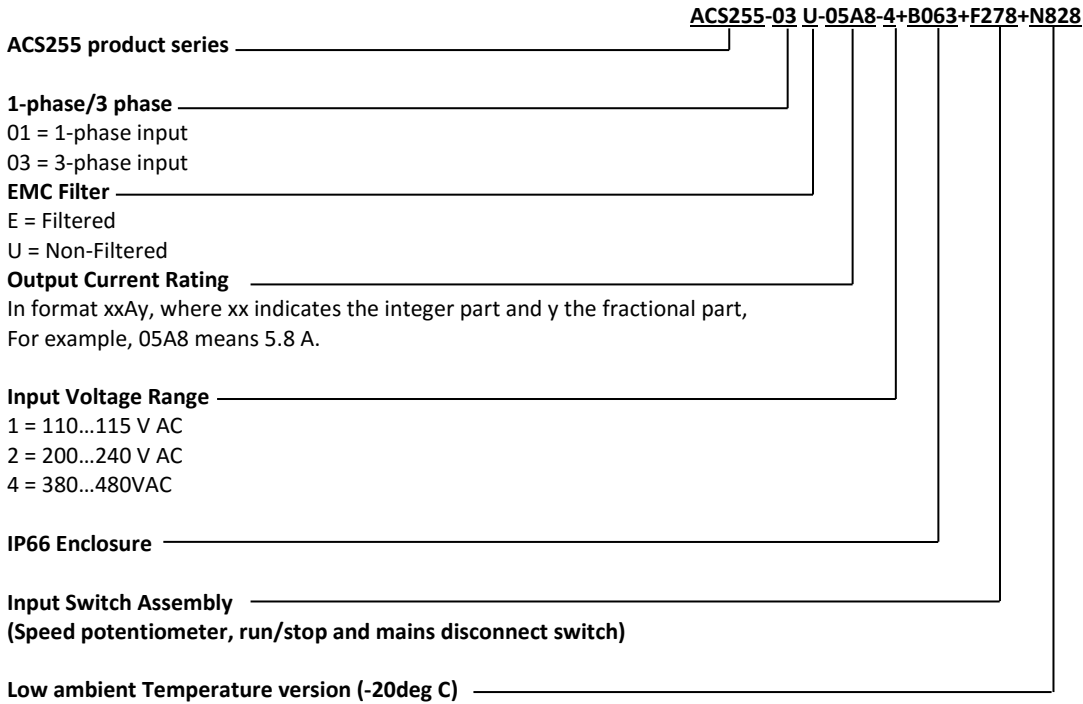 ACS255-03 U-05A8-4+B063+F278+N828
ACS255 product series
1-phase/3 phase
01 = 1-phase input
03 = 3-phase input
EMC Filter
E = Filtered
U = Non-Filtered
Output Current Rating
In format xxAy, where xx indicates the integer part and y the fractional part,
For example, 05A8 means 5.8 A.
Input Voltage Range
1 = 110…115 V AC
2 = 200…240 V AC
4 = 380…480VAC
IP66 Enclosure
Input Switch Assembly
(Speed potentiometer, run/stop and mains disconnect switch)
Low ambient Temperature version (-20deg C)